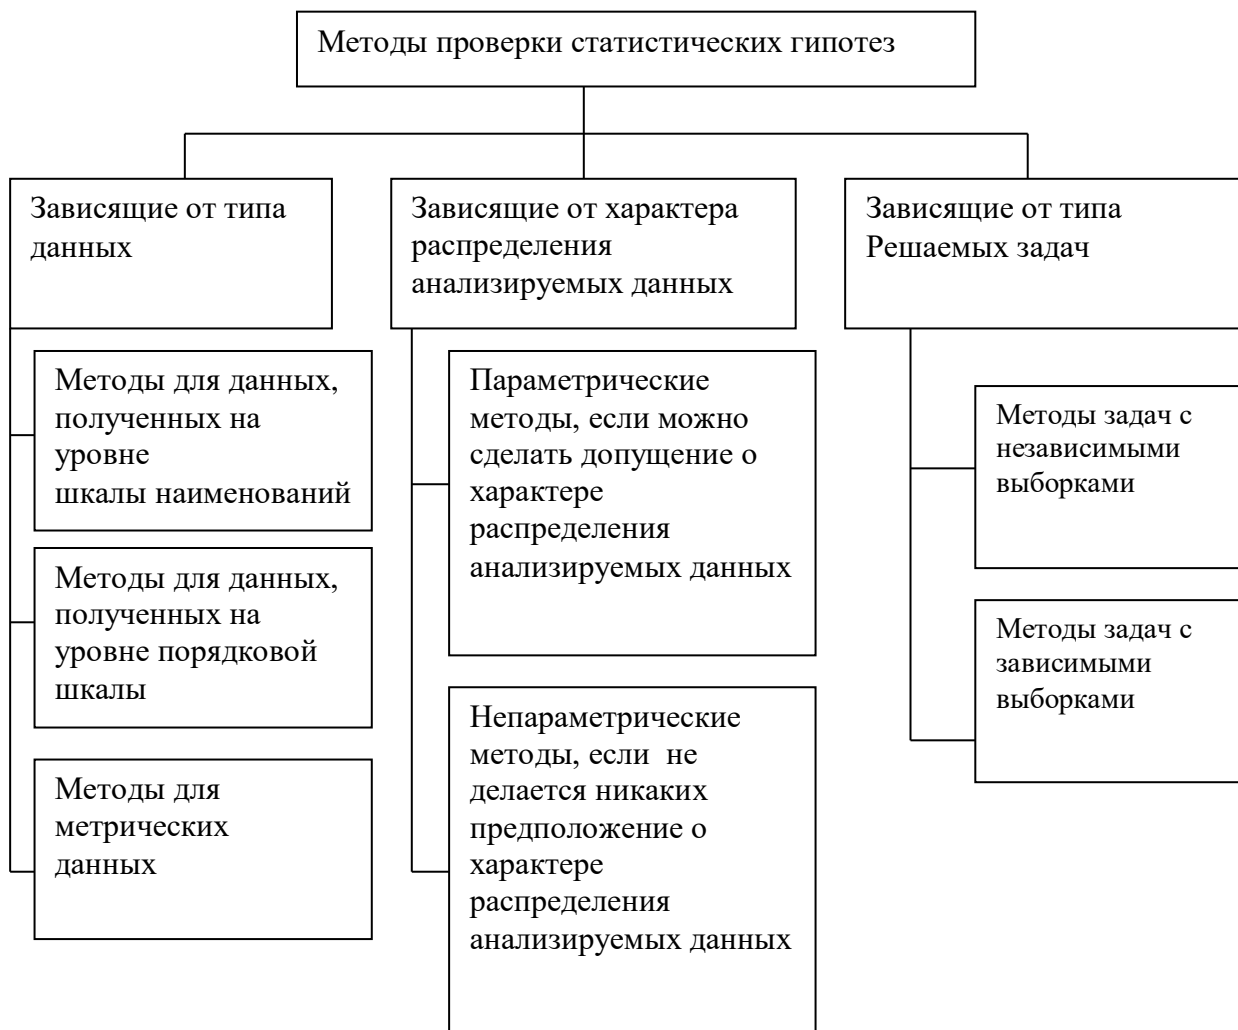 Методы проверки статистических гипотез
Зависящие от типа
данных
Зависящие от характера
распределения
анализируемых данных
Зависящие от типа
Решаемых задач
Методы для данных,
полученных на
уровне
шкалы наименований
Методы для данных,
полученных на
уровне порядковой
шкалы
Методы для
метрических
данных
Параметрические
методы, если можно
сделать допущение о
характере
распределения
анализируемых данных
Непараметрические
методы, если не
делается никаких
предположение о
характере
распределения
анализируемых данных
Методы задач с
независимыми
выборками
Методы задач с
зависимыми
выборками